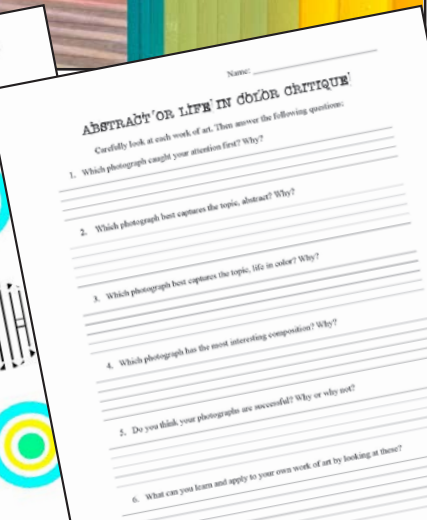 Name:
ABSTRACT OR LIFE IN COLOR CRITIQUE
Carefully look at each work of art. Then answer the following questions:
1. Which photograph caught your attention first? Why?
2. Which photograph best captures the topic, abstract? Why?
3. Which photograph best captures the topic, life in color? Why?
4. Which photograph has the most interesting composition? Why?
5. Do you think your photographs are successful? Why or why not?
6. What can you learn and apply to your own work of art by looking at these?